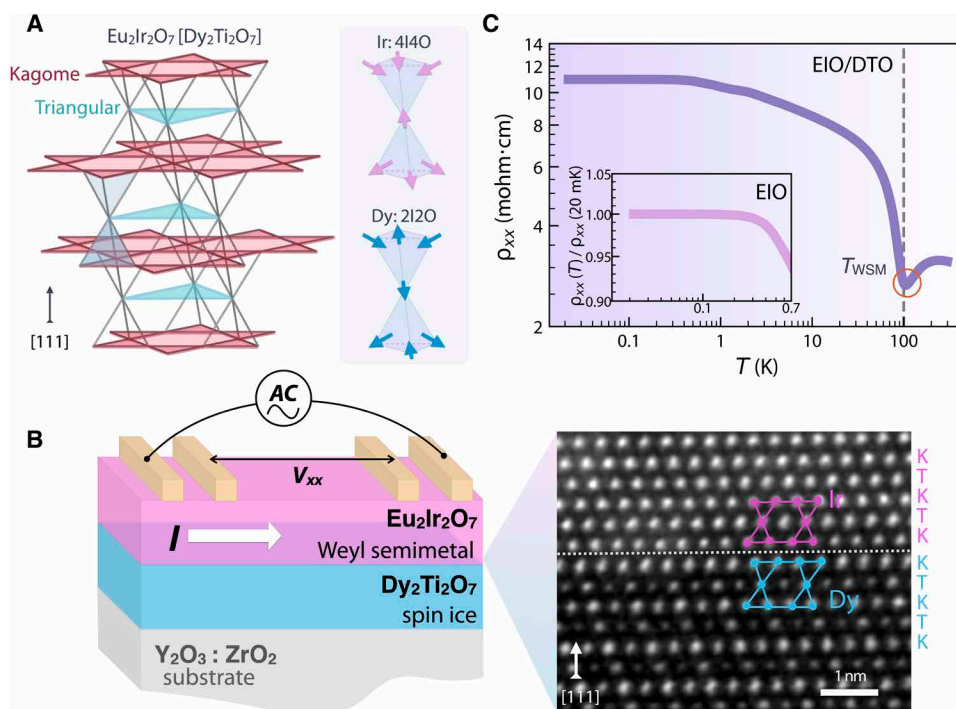 A
Eu₂Ir₂O₇ [Dy₂Ti₂O₇]
Kagome
Triangular
[111]
Ir: 4I4O
Dy: 2I2O
C
14
10
8
6
4
2
ρxx (mohm·cm)
EIO/DTO
TWSM
0.1
1
10
100
T (K)
EIO
1.05
1.00
0.95
0.90
ρxx (T) / ρxx (20 mK)
0.1
0.7
B
AC
Vxx
I
Eu₂Ir₂O₇
Weyl semimetal
Dy₂Ti₂O₇
spin ice
Y₂O₃ : ZrO₂
substrate
Ir
Dy
[111]
1 nm
K
T
K
T
K
K
T
K
T
K